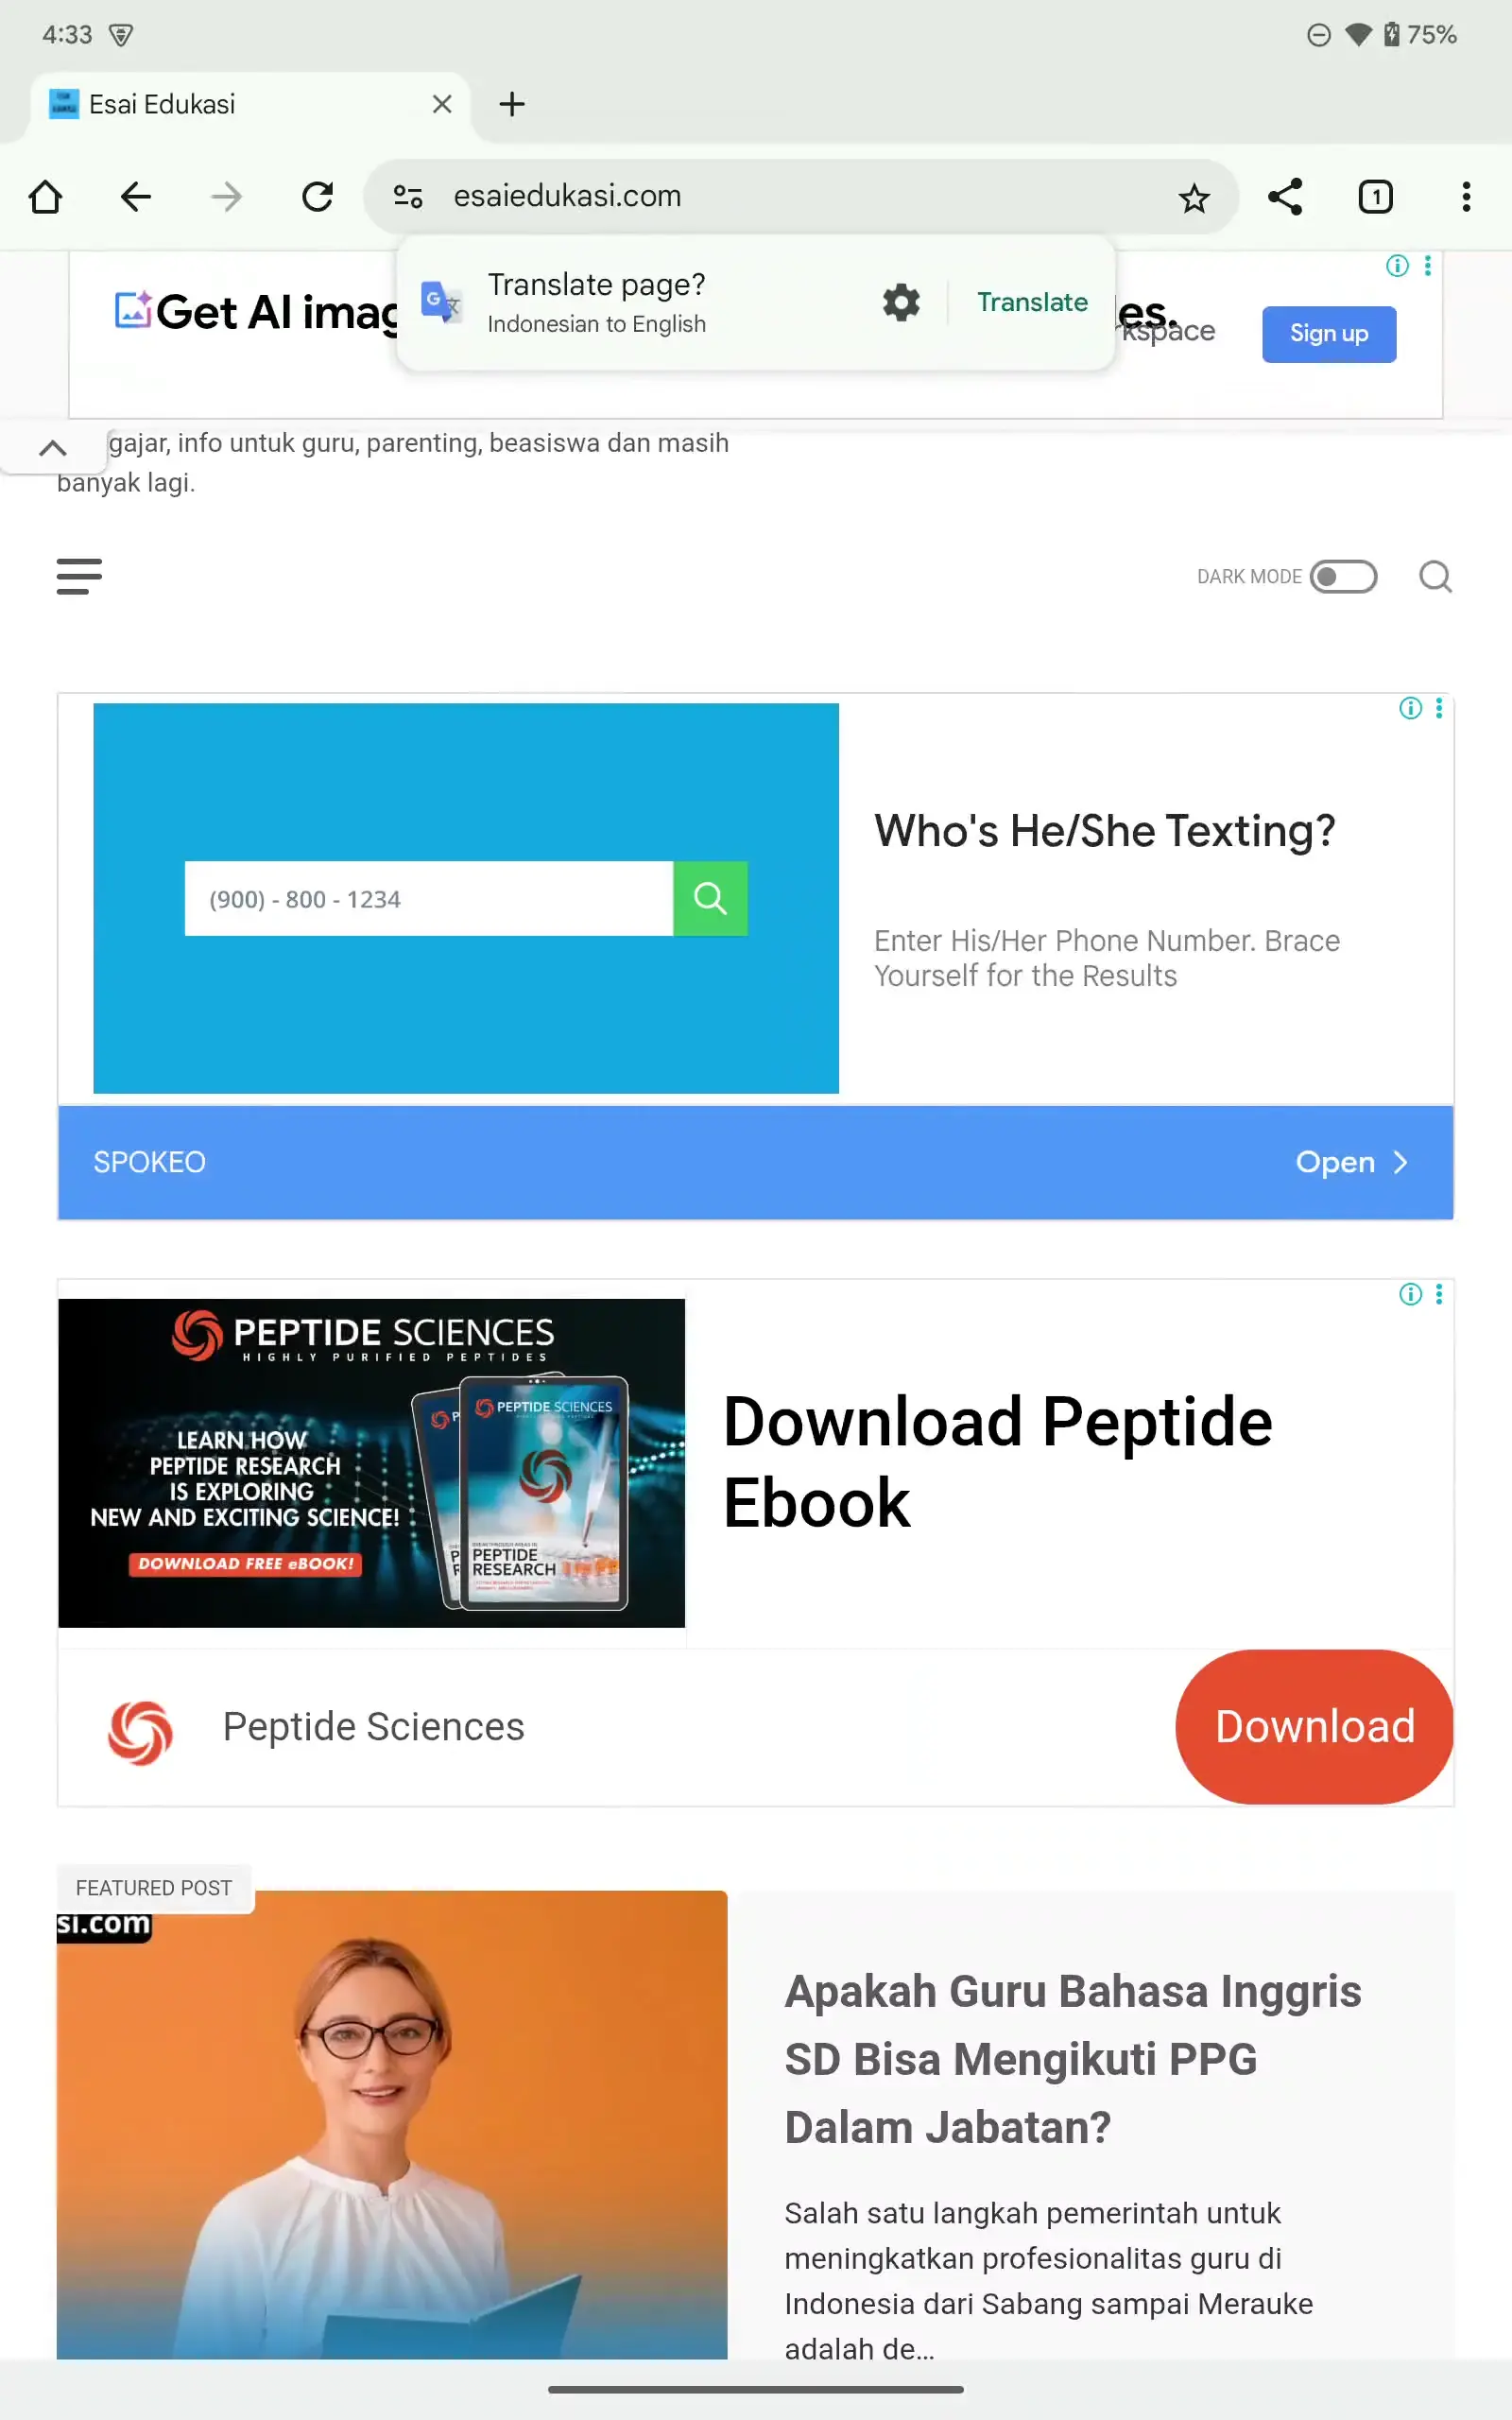 4:33
75%
Esai Edukasi
esaiedukasi.com
1
Translate page?
Indonesian to English
Translate
Get AI imag
es.
kspace
Sign up
gajar, info untuk guru, parenting, beasiswa dan masih
banyak lagi.
DARK MODE
(900) - 800 - 1234
Who's He/She Texting?
Enter His/Her Phone Number. Brace
Yourself for the Results
SPOKEO
Open
PEPTIDE SCIENCES
HIGHLY PURIFIED PEPTIDES
LEARN HOW
PEPTIDE RESEARCH
IS EXPLORING
NEW AND EXCITING SCIENCE!
DOWNLOAD FREE eBOOK!
PEPTIDE SCIENCES
PEPTIDE
RESEARCH
Download Peptide
Ebook
Peptide Sciences
Download
FEATURED POST
si.com
Apakah Guru Bahasa Inggris
SD Bisa Mengikuti PPG
Dalam Jabatan?
Salah satu langkah pemerintah untuk
meningkatkan profesionalitas guru di
Indonesia dari Sabang sampai Merauke
adalah de...